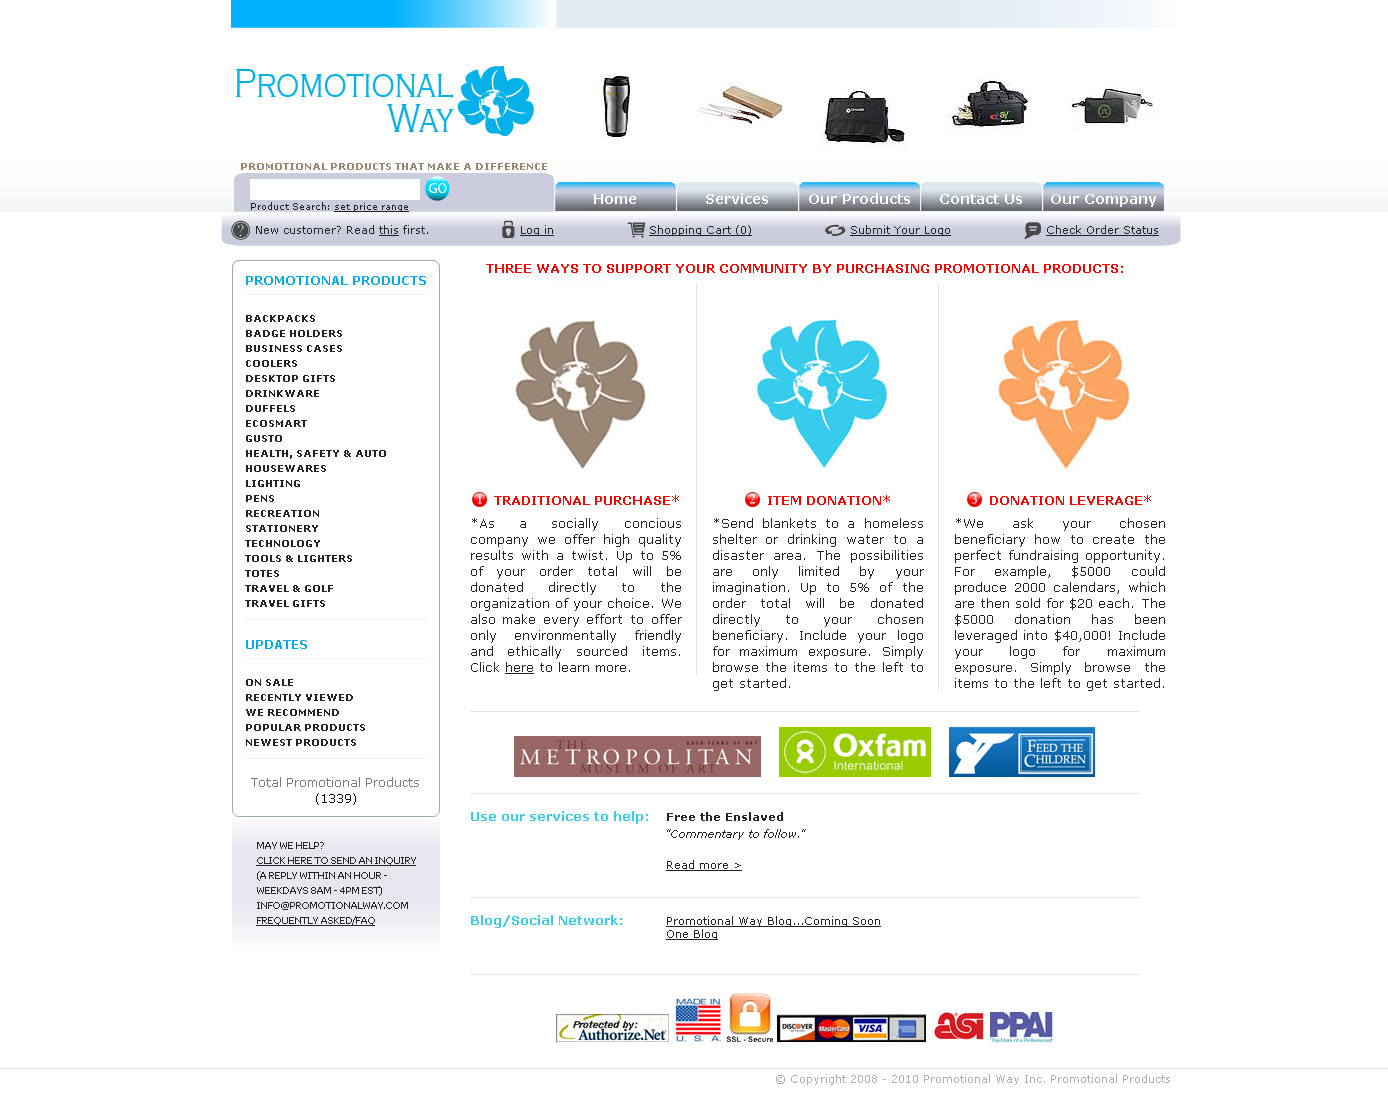 PROMOTIONAL
WAY
PROMOTIONAL PRODUCTS THAT MAKE A DIFFERENCE
GO
Product Search: set price range
Home
Services
Our Products
Contact Us
Our Company
New customer? Read this first.
Log in
Shopping Cart (0)
Submit Your Logo
Check Order Status
PROMOTIONAL PRODUCTS
BACKPACKS
BADGE HOLDERS
BUSINESS CASES
COOLERS
DESKTOP GIFTS
DRINKWARE
DUFFELS
ECOSMART
GUSTO
HEALTH, SAFETY & AUTO
HOUSEWARES
LIGHTING
PENS
RECREATION
STATIONERY
TECHNOLOGY
TOOLS & LIGHTERS
TOTES
TRAVEL & GOLF
TRAVEL GIFTS
UPDATES
ON SALE
RECENTLY VIEWED
WE RECOMMEND
POPULAR PRODUCTS
NEWEST PRODUCTS
Total Promotional Products
(1339)
MAY WE HELP?
CLICK HERE TO SEND AN INQUIRY
(A REPLY WITHIN AN HOUR -
WEEKDAYS 8AM - 4PM EST)
INFO@PROMOTIONALWAY.COM
FREQUENTLY ASKED/FAQ
THREE WAYS TO SUPPORT YOUR COMMUNITY BY PURCHASING PROMOTIONAL PRODUCTS:
1 TRADITIONAL PURCHASE*
*As a socially concious
company we offer high quality
results with a twist. Up to 5%
of your order total will be
donated directly to the
organization of your choice. We
also make every effort to offer
only environmentally friendly
and ethically sourced items.
Click here to learn more.
2 ITEM DONATION*
*Send blankets to a homeless
shelter or drinking water to a
disaster area. The possibilities
are only limited by your
imagination. Up to 5% of the
order total will be donated
directly to your chosen
beneficiary. Include your logo
for maximum exposure. Simply
browse the items to the left to
get started.
3 DONATION LEVERAGE*
*We ask your chosen
beneficiary how to create the
perfect fundraising opportunity.
For example, $5000 could
produce 2000 calendars, which
are then sold for $20 each. The
$5000 donation has been
leveraged into $40,000! Include
your logo for maximum
exposure. Simply browse the
items to the left to get started.
THE 5,000 YEARS OF ART
METROPOLITAN
MUSEUM OF ART
Oxfam
International
FEED THE
CHILDREN
Use our services to help:
Free the Enslaved
"Commentary to follow."
Read more >
Blog/Social Network:
Promotional Way Blog...Coming Soon
One Blog
Protected by:
Authorize.Net
MADE IN
U.S.A.
SSL - Secure
DISCOVER
MasterCard
VISA
asi
PPAI
The Mark of a Professional
© Copyright 2008 - 2010 Promotional Way Inc. Promotional Products